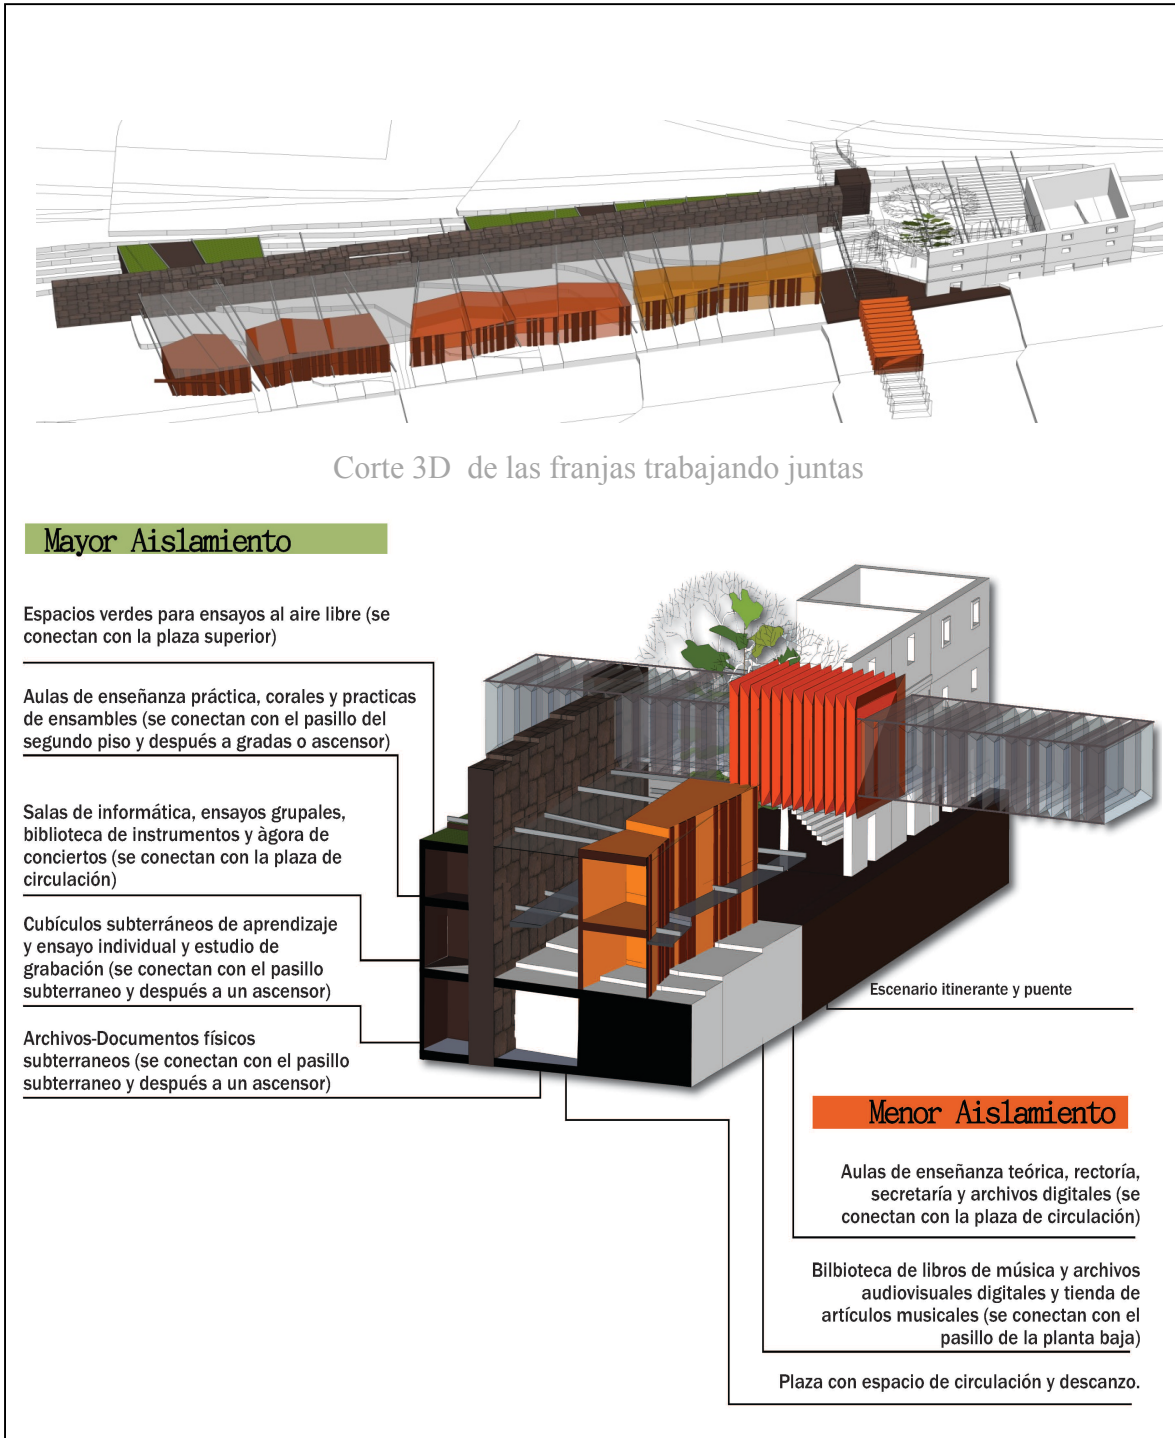 Corte 3D  de las franjas trabajando juntas
Mayor Aislamiento
Espacios verdes para ensayos al aire libre (se
conectan con la plaza superior)
Aulas de enseñanza práctica, corales y practicas
de ensambles (se conectan con el pasillo del
segundo piso y después a gradas o ascensor)
Salas de informática, ensayos grupales,
biblioteca de instrumentos y àgora de
conciertos (se conectan con la plaza de
circulación)
Cubículos subterráneos de aprendizaje
y ensayo individual y estudio de
grabación (se conectan con el pasillo
subterraneo y después a un ascensor)
Archivos-Documentos físicos
subterraneos (se conectan con el pasillo
subterraneo y después a un ascensor)
Escenario itinerante y puente
Menor Aislamiento
Aulas de enseñanza teórica, rectoría,
secretaría y archivos digitales (se
conectan con la plaza de circulación)
Bilbioteca de libros de música y archivos
audiovisuales digitales y tienda de
artículos musicales (se conectan con el
pasillo de la planta baja)
Plaza con espacio de circulación y descanzo.